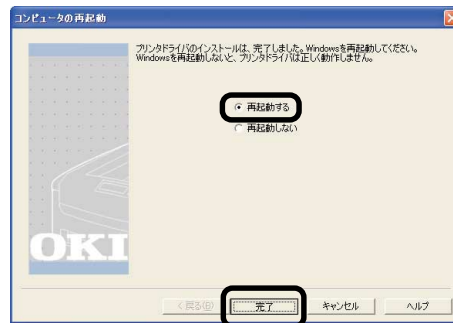 コンピュータの再起動
プリンタドライバのインストールは、完了しました。Windowsを再起動してください。
Windowsを再起動しないと、プリンタドライバは正しく動作しません。
再起動する
再起動しない
OKI
< 戻る(B)
完了
キャンセル
ヘルプ